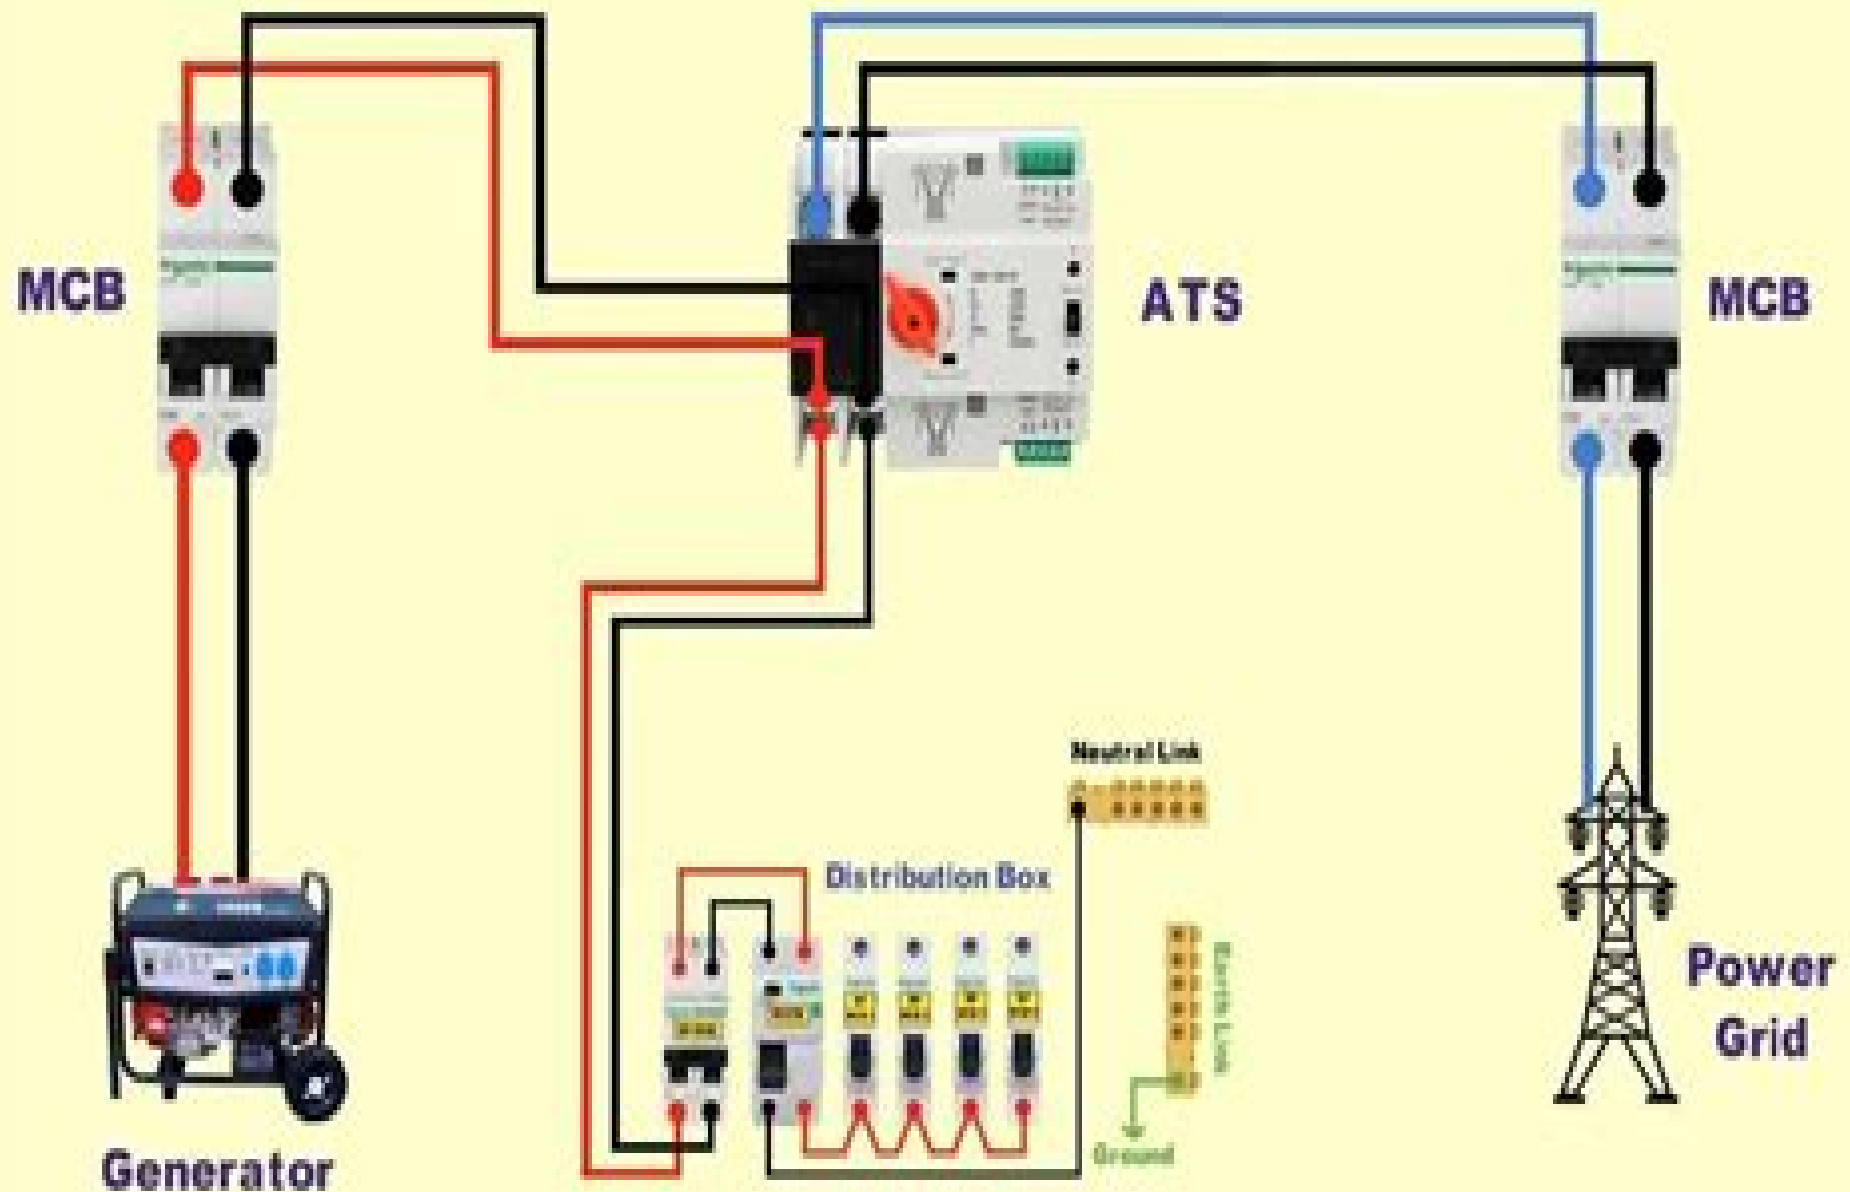 MCB
ATS
MCB
Neutral Link
Distribution Box
Earth Link
Power
Grid
Ground
Generator